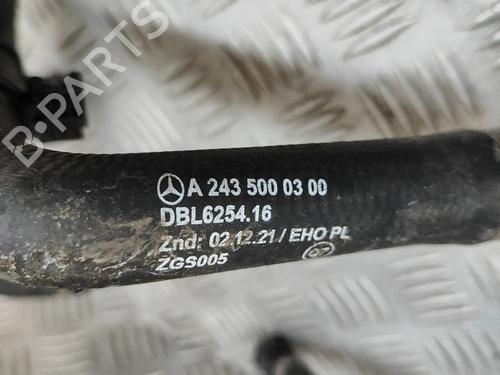 B-PARTS
A 243 500 03 00
DBL6254.16
Znd: 02.12.21/ EHO PL
ZGS005